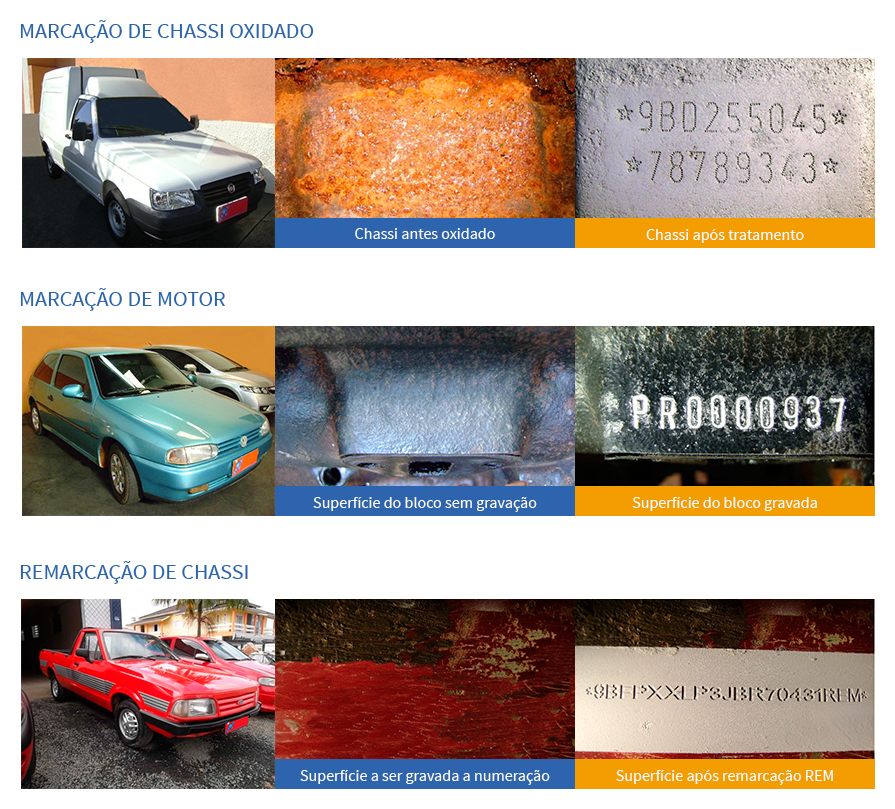 MARCAÇÃO DE CHASSI OXIDADO
☆9BD255045☆
☆78789343☆
Chassi antes oxidado
Chassi após tratamento
MARCAÇÃO DE MOTOR
PR0000937
Superfície do bloco sem gravação
Superfície do bloco gravada
REMARCAÇÃO DE CHASSI
☆9BFPXXLP3JBR70431REM☆
Superfície a ser gravada a numeração
Superfície após remarcação REM